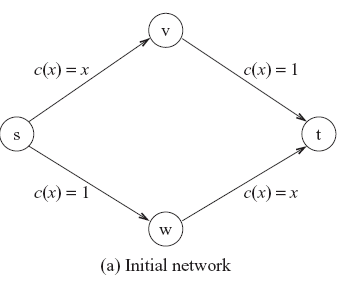 v
c(x) = x
c(x) = 1
s
t
c(x) = 1
c(x) = x
w
(a) Initial network